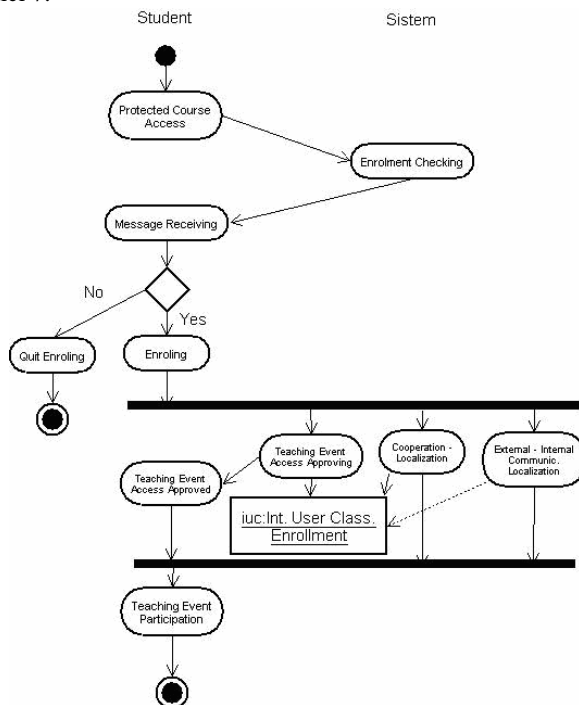 Student
Sistem
Protected Course
Access
Enrolment Checking
Message Receiving
No
Yes
Quit Enroling
Enroling
Teaching Event
Access Approving
Cooperation -
Localization
External - Internal
Communic.
Localization
Teaching Event
Access Approved
iuc:Int. User Class.
Enrollment
Teaching Event
Participation